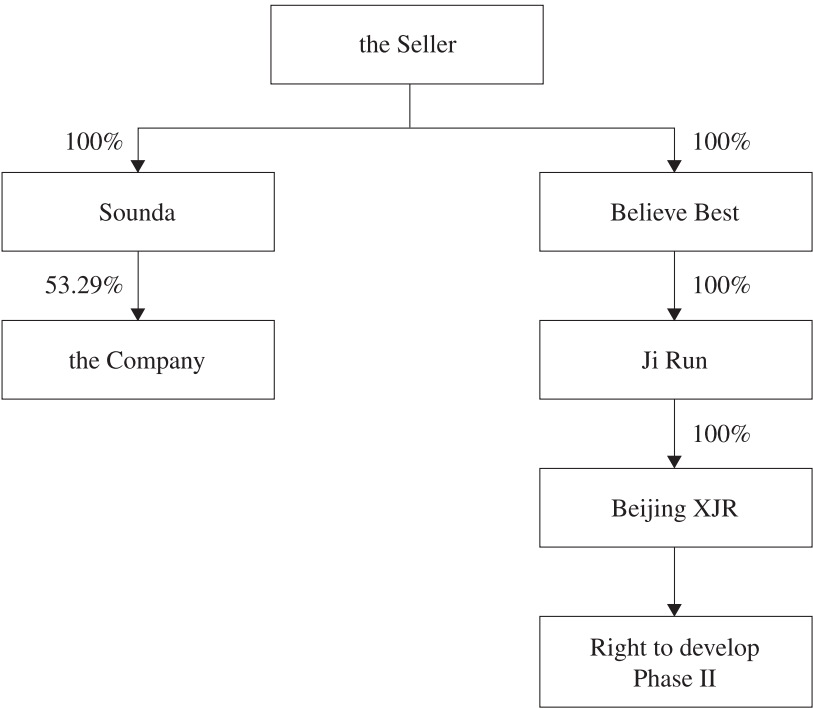 the Seller
100%
100%
Sounda
Believe Best
53.29%
100%
the Company
Ji Run
100%
Beijing XJR
Right to develop
Phase II